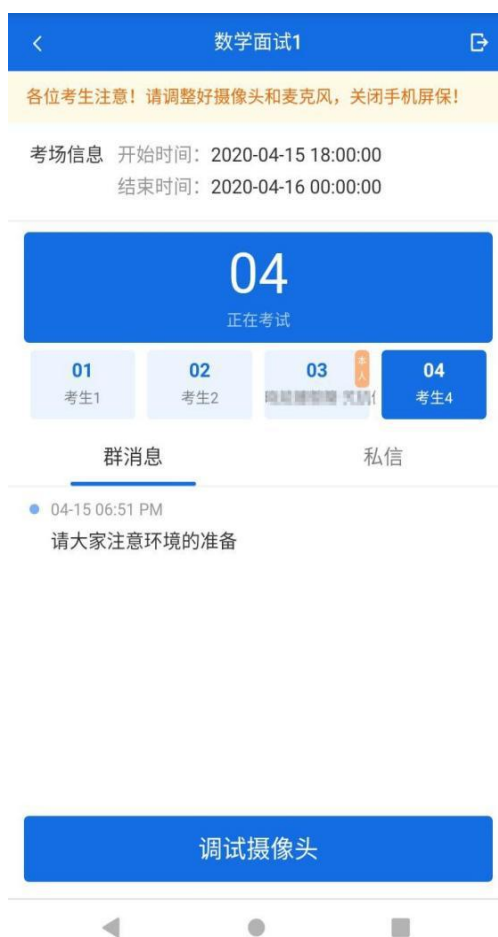 数学面试1
各位考生注意！请调整好摄像头和麦克风，关闭手机屏保！
考场信息 开始时间：2020-04-15 18:00:00
结束时间：2020-04-16 00:00:00
04
正在考试
01 02 03 本人 04
考生1 考生2 考生4
群消息 私信
04-15 06:51 PM
请大家注意环境的准备
调试摄像头